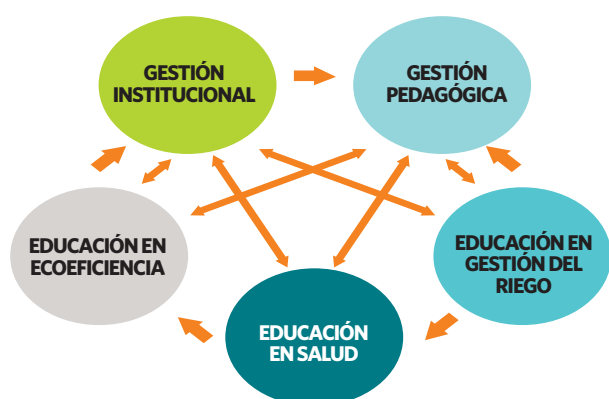 GESTIÓN
INSTITUCIONAL
GESTIÓN
PEDAGÓGICA
EDUCACIÓN EN
ECOEFICIENCIA
EDUCACIÓN EN
GESTIÓN DEL
RIEGO
EDUCACIÓN
EN SALUD